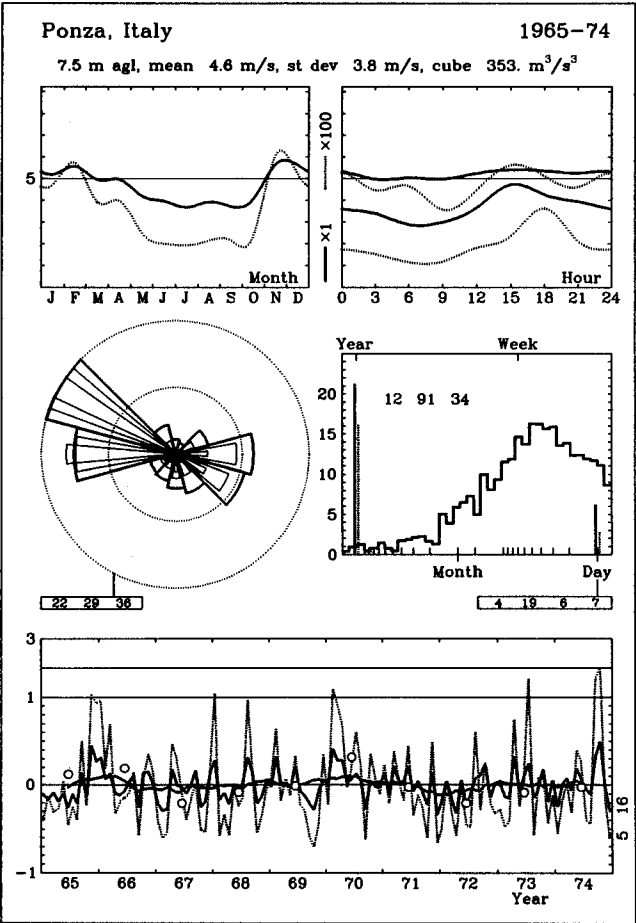 Ponza, Italy 1965-74
7.5 m agl, mean 4.6 m/s, st dev 3.8 m/s, cube 353. m³/s³
5
×1 ×100
Month
Hour
J F M A M J J A S O N D
0 3 6 9 12 15 18 21 24
Year Week
20
15
10
5
0
12 91 34
Month Day
22 29 36
4 19 6 7
3
1
0
-1
5 16
65 66 67 68 69 70 71 72 73 74
Year